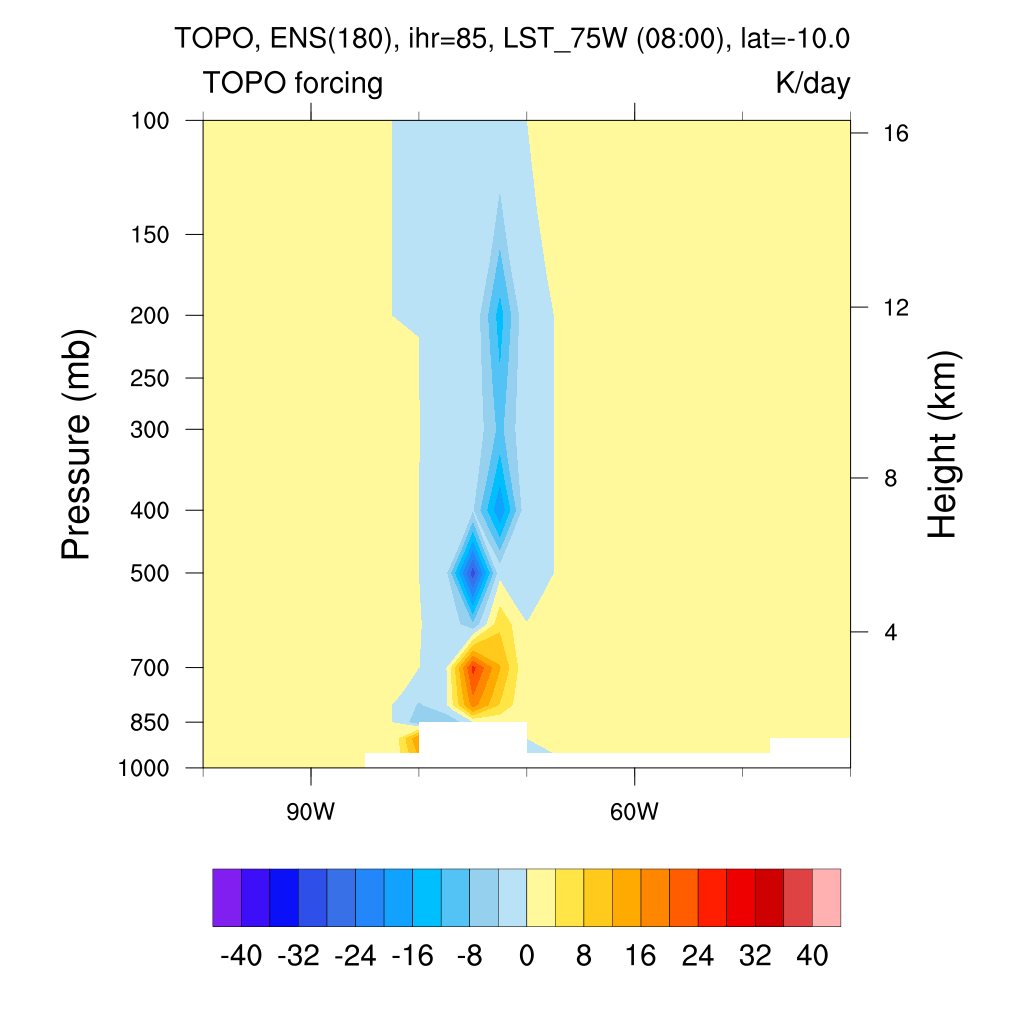 TOPO, ENS(180), ihr=85, LST_75W (08:00), lat=-10.0
TOPO forcing K/day
100
150
200
250
300
400
500
700
850
1000
Pressure (mb)
16
12
8
4
Height (km)
90W 60W
-40 -32 -24 -16 -8 0 8 16 24 32 40